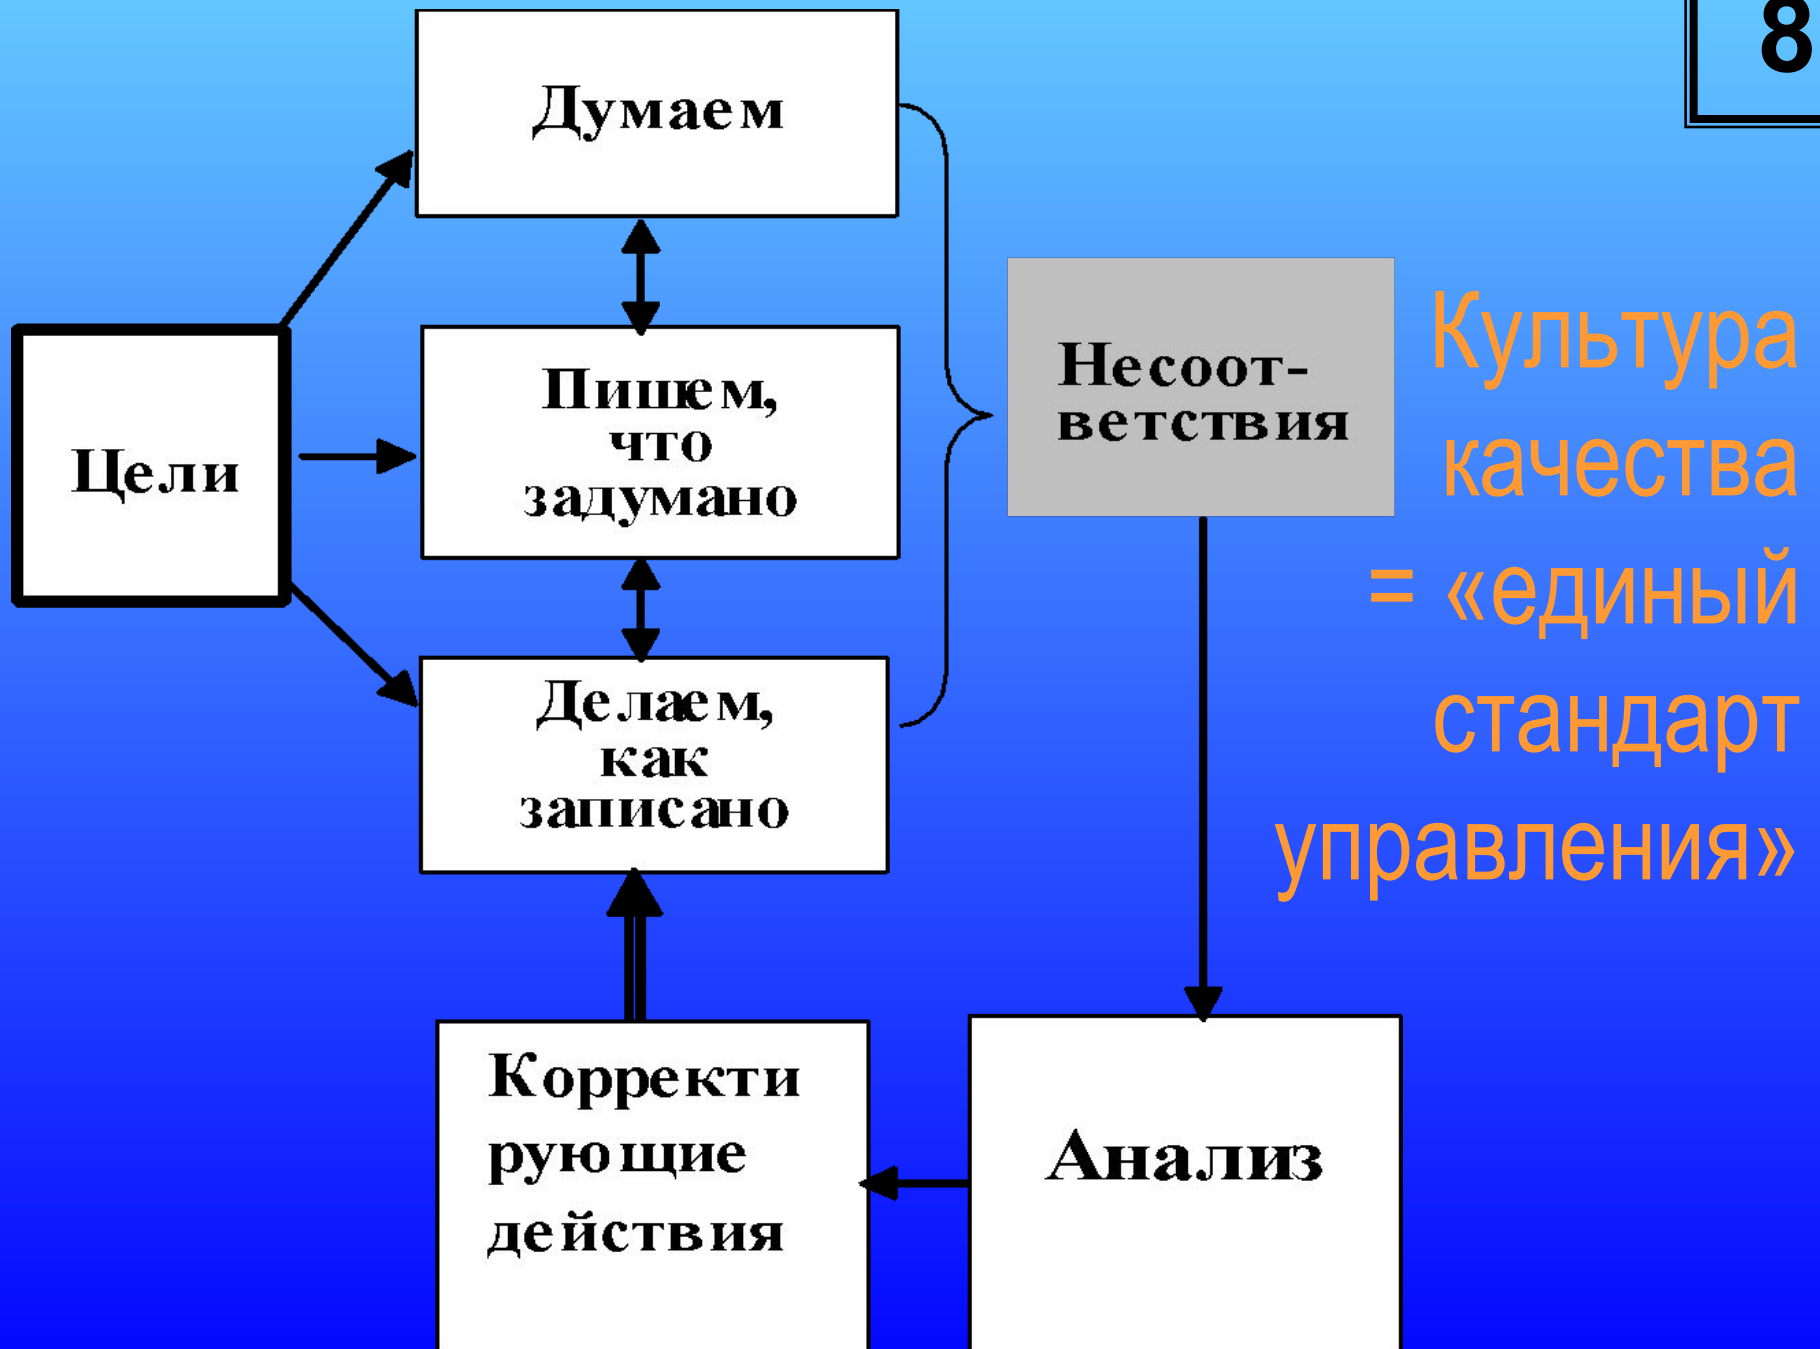 8
Думаем
Цели
Пишем,
что
задумано
Делаем,
как
записано
Несоот-
ветствия
Культура
качества
= «единый
стандарт
управления»
Корректи
рующие
действия
Анализ